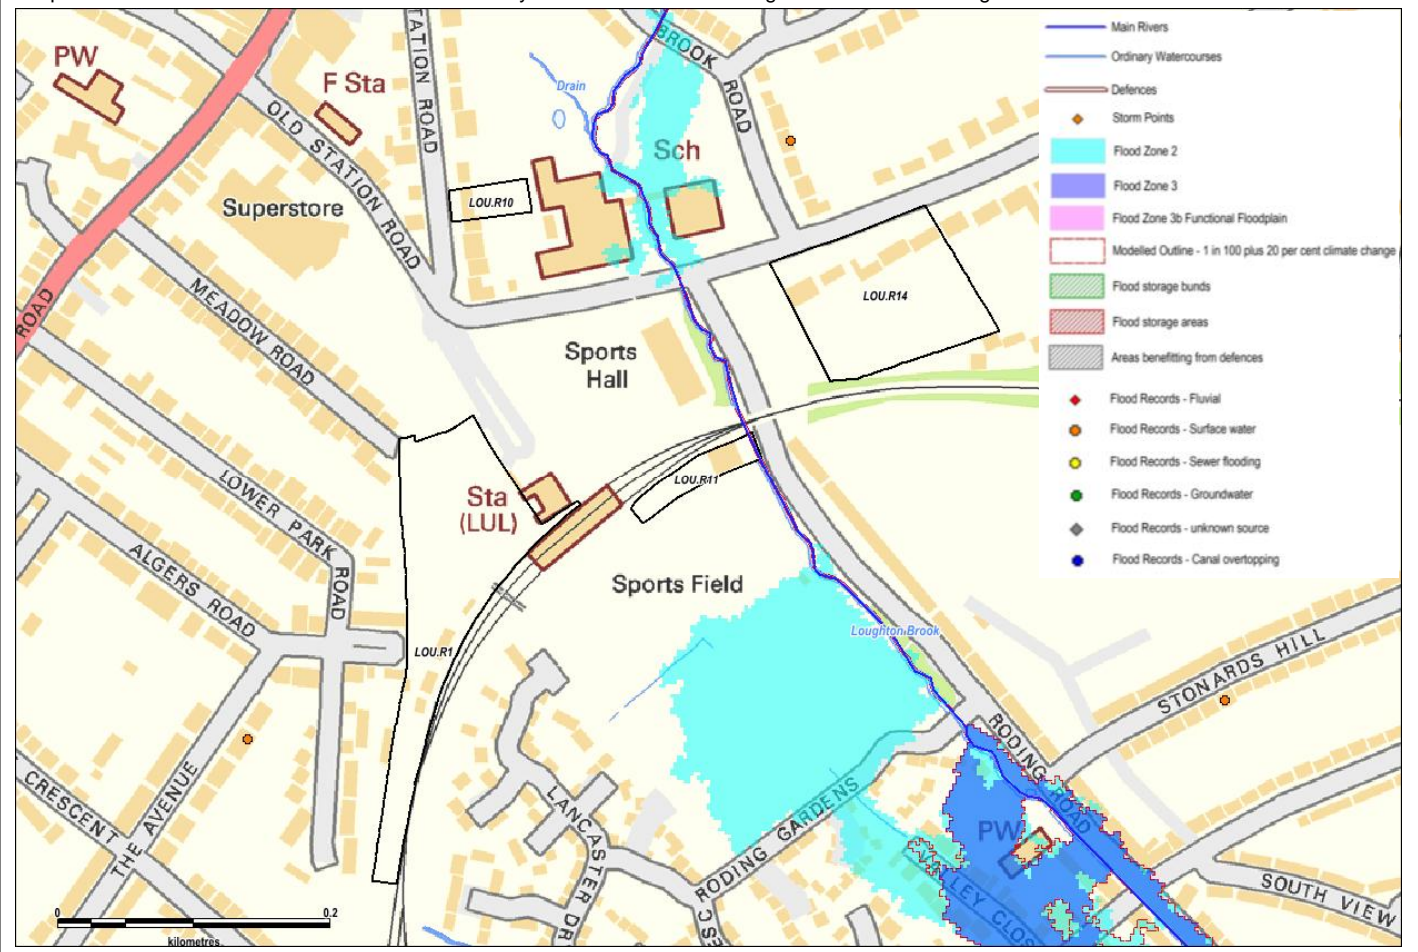 PW
F Sta
STATION ROAD
OLD STATION ROAD
Superstore
ROAD
MEADOW ROAD
LOWER PARK ROAD
ALGERS ROAD
THE AVENUE
CRESCENT
Drain
BROOK ROAD
Sch
LOU.R10
LOU.R14
Sports
Hall
LOU.R11
Sta
(LUL)
Sports Field
LOU.R1
Loughton Brook
STONARDS HILL
RODING ROAD
RODING GARDENS
LANCASTER DR
PW
SOUTH VIEW
0
0.2
kilometres
Main Rivers
Ordinary Watercourses
Defences
Storm Points
Flood Zone 2
Flood Zone 3
Flood Zone 3b Functional Floodplain
Modelled Outline - 1 in 100 plus 20 per cent climate change
Flood storage bunds
Flood storage areas
Areas benefitting from defences
Flood Records - Fluvial
Flood Records - Surface water
Flood Records - Sewer flooding
Flood Records - Groundwater
Flood Records - unknown source
Flood Records - Canal overtopping